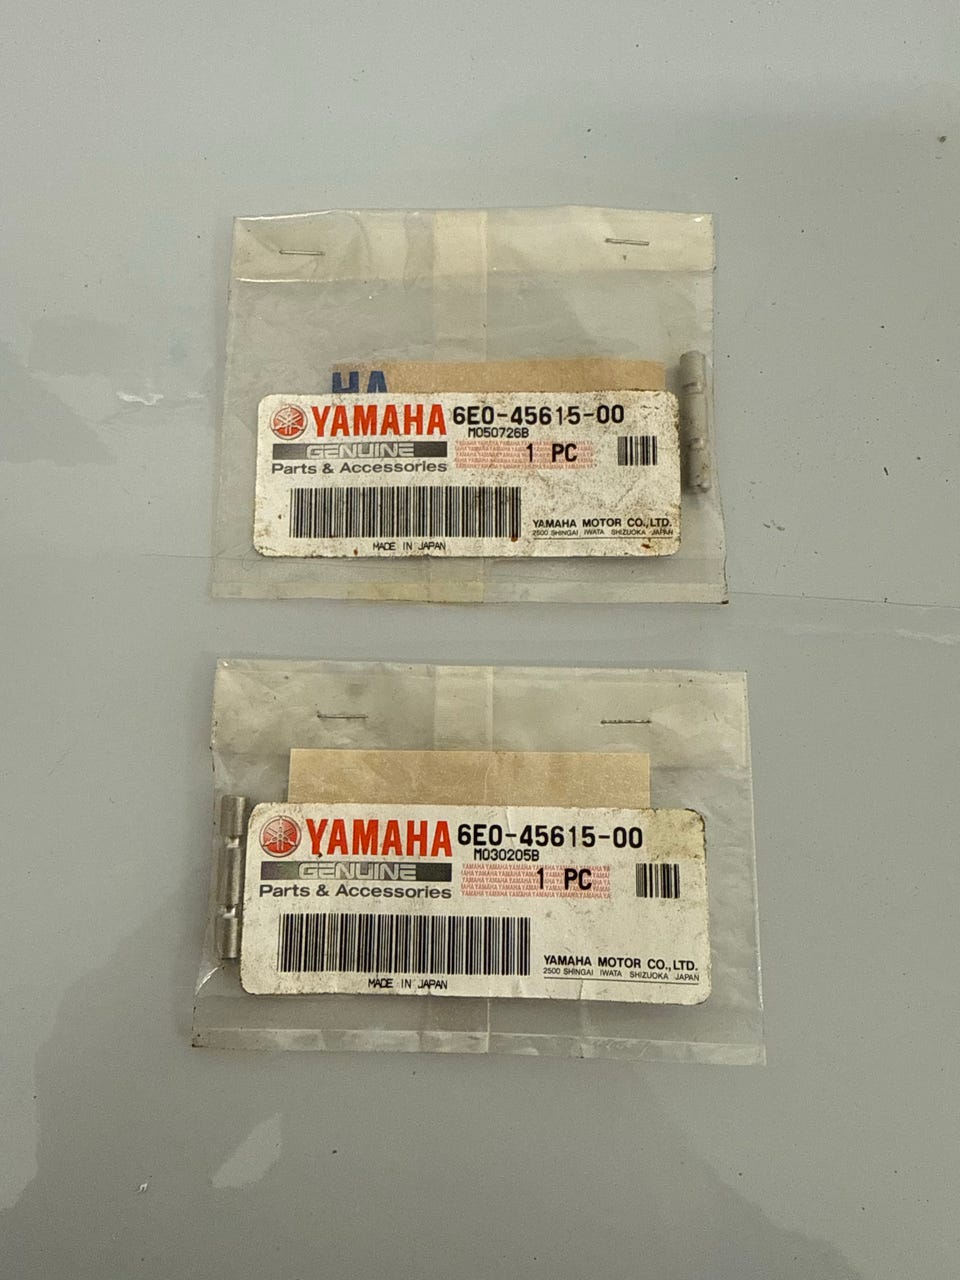 HA
YAMAHA 6E0-45615-00
M050726B
GENUINE
1 PC
Parts & Accessories
YAMAHA MOTOR CO.,LTD.
2500 SHINGAI IWATA SHIZUOKA JAPAN
MADE IN JAPAN
YAMAHA 6E0-45615-00
M030205B
GENUINE
1 PC
Parts & Accessories
YAMAHA MOTOR CO.,LTD.
2500 SHINGAI IWATA SHIZUOKA JAPAN
MADE IN JAPAN